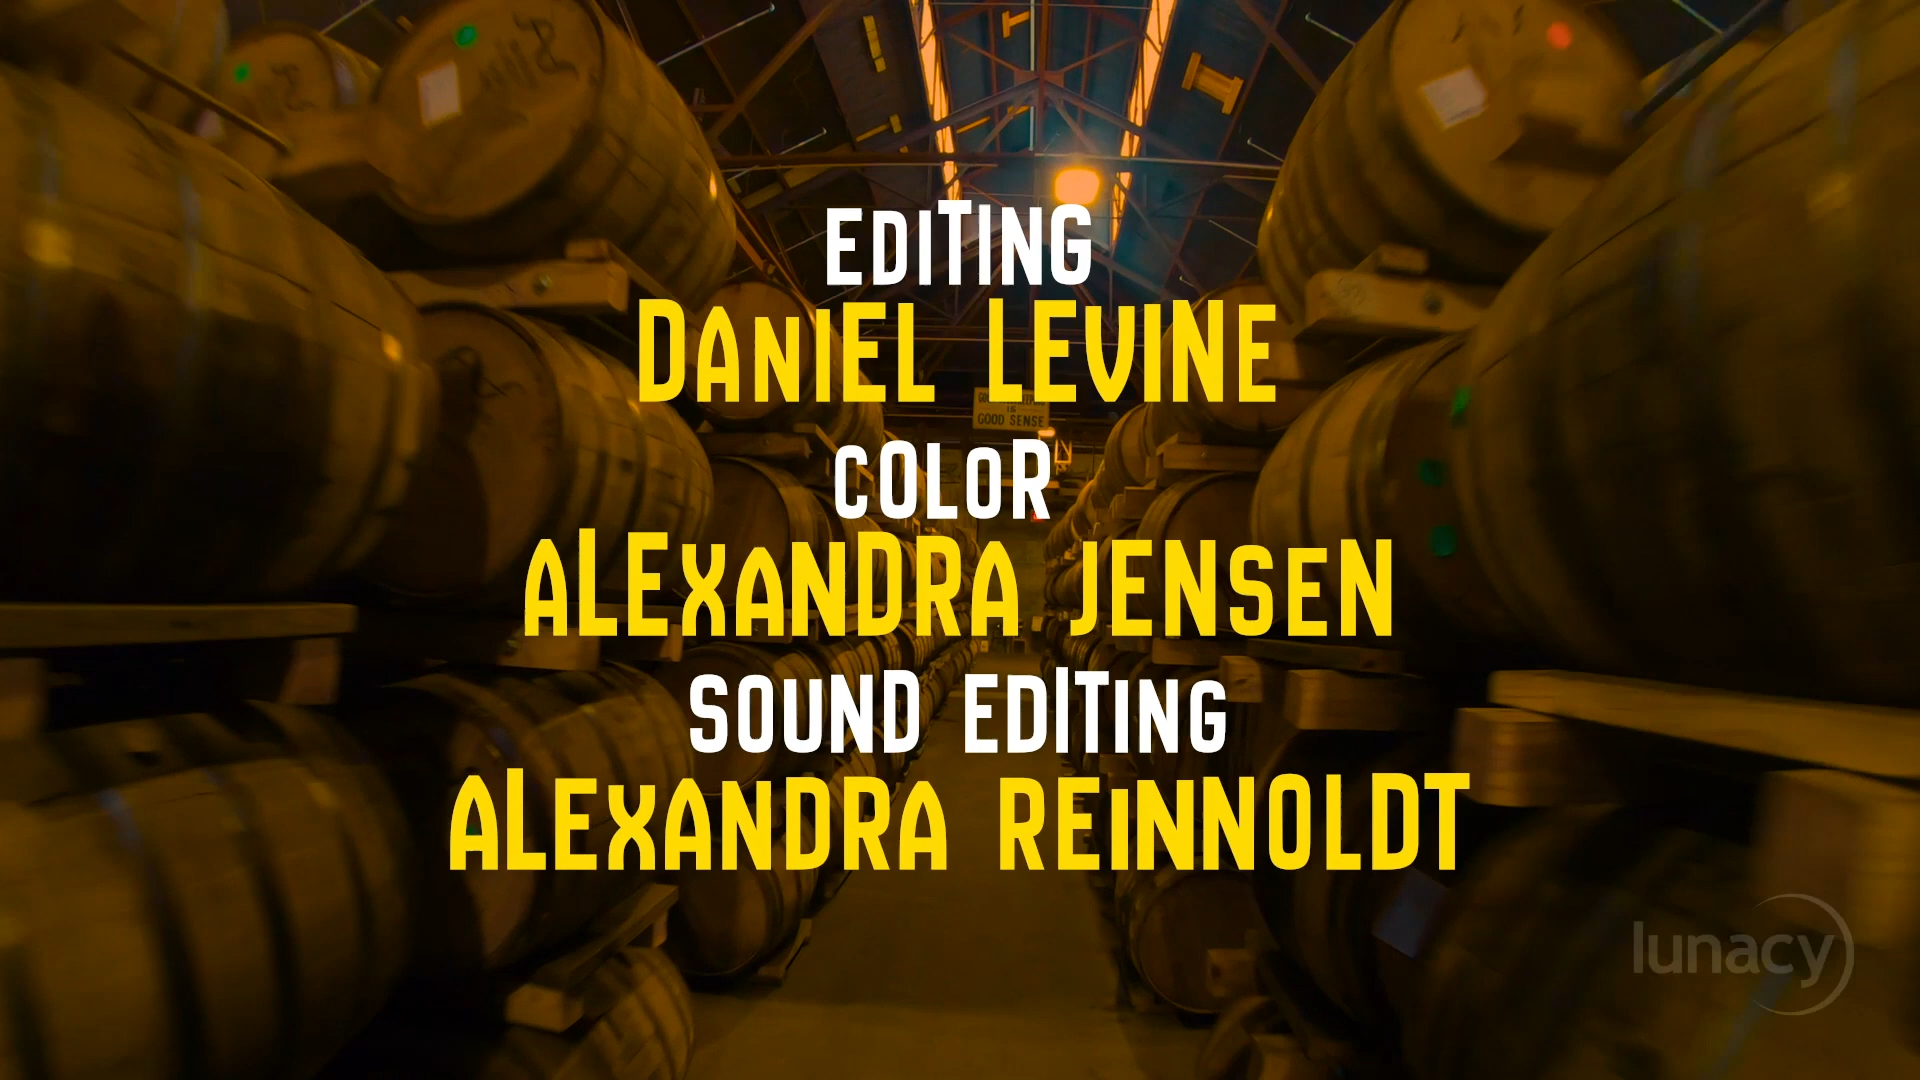 EDITING
DANIEL LEVINE
GOOD SENSE
COLOR
ALEXANDRA JENSEN
SOUND EDITING
ALEXANDRA REINNOLDT
lunacy